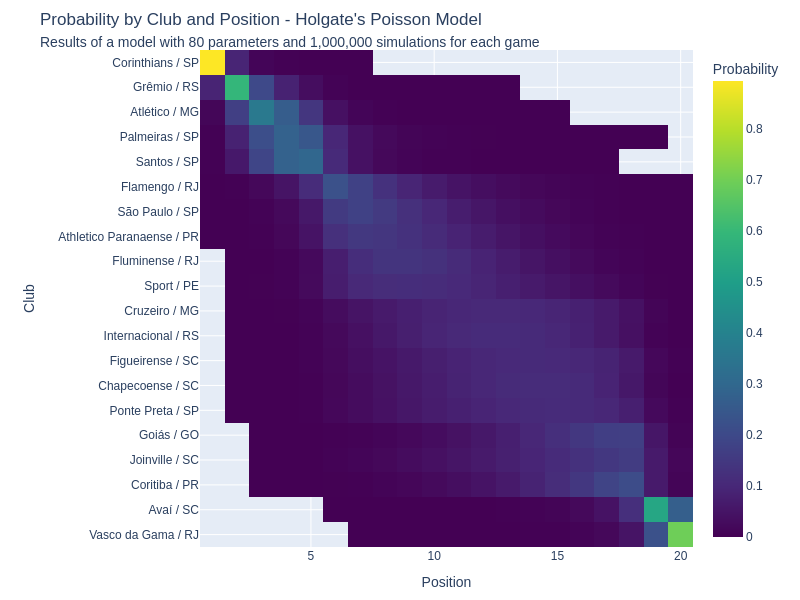 Probability by Club and Position - Holgate's Poisson Model
Results of a model with 80 parameters and 1,000,000 simulations for each game
Probability
Corinthians / SP
Grêmio / RS
Atlético / MG
Palmeiras / SP
Santos / SP
Flamengo / RJ
São Paulo / SP
Athletico Paranaense / PR
Fluminense / RJ
Sport / PE
Cruzeiro / MG
Internacional / RS
Figueirense / SC
Chapecoense / SC
Ponte Preta / SP
Goiás / GO
Joinville / SC
Coritiba / PR
Avaí / SC
Vasco da Gama / RJ
Club
0.8
0.7
0.6
0.5
0.4
0.3
0.2
0.1
0
5
10
15
20
Position